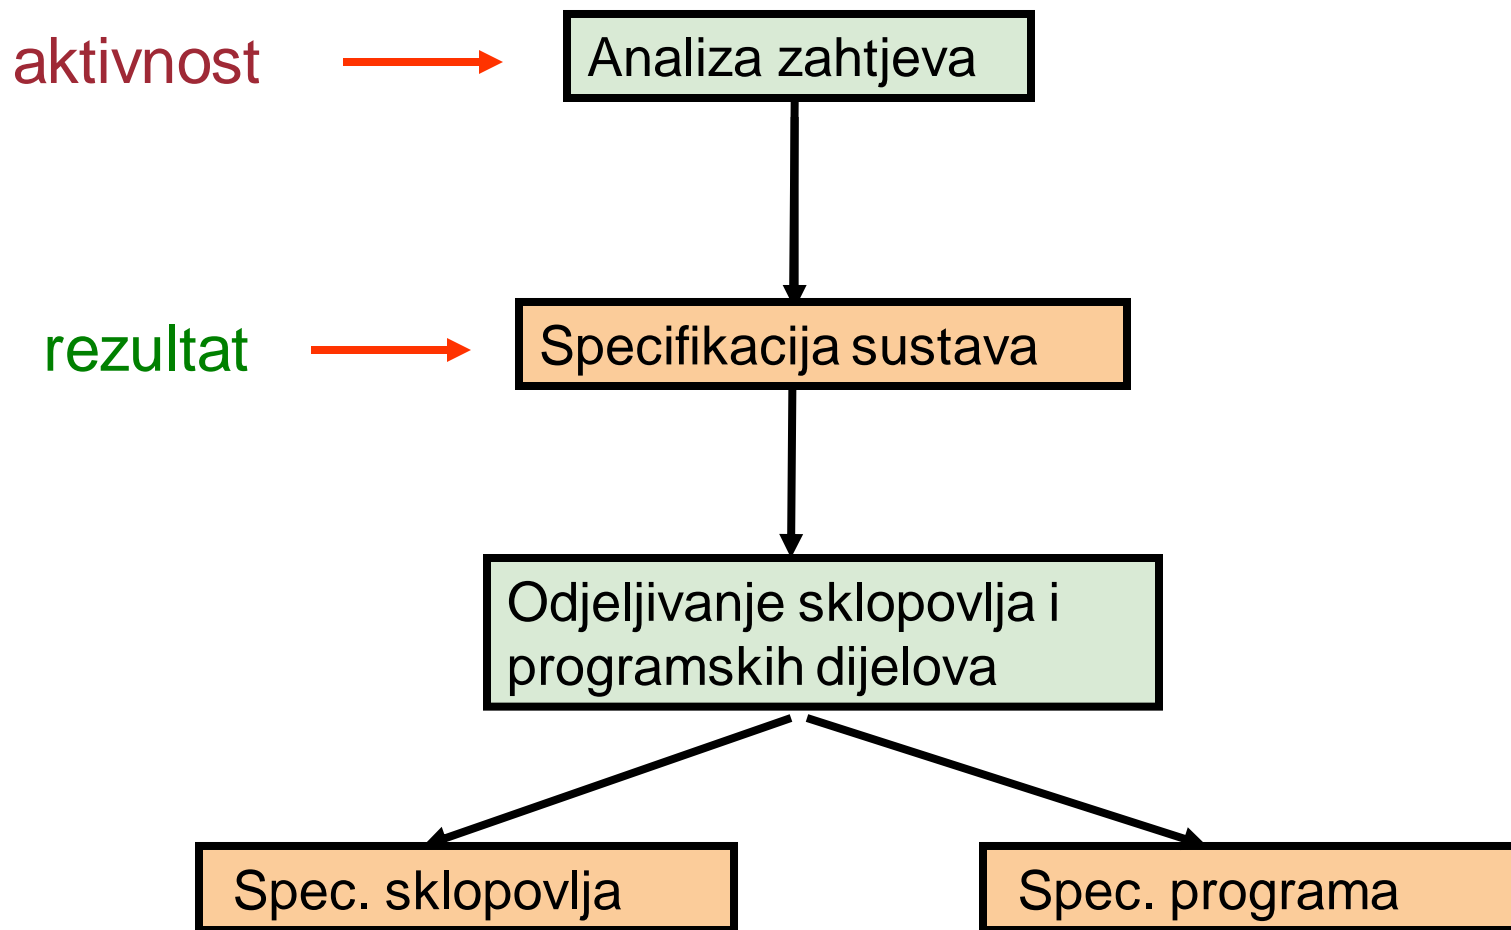 aktivnost
Analiza zahtjeva
rezultat
Specifikacija sustava
Odjeljivanje sklopovlja i
programskih dijelova
Spec. sklopovlja
Spec. programa